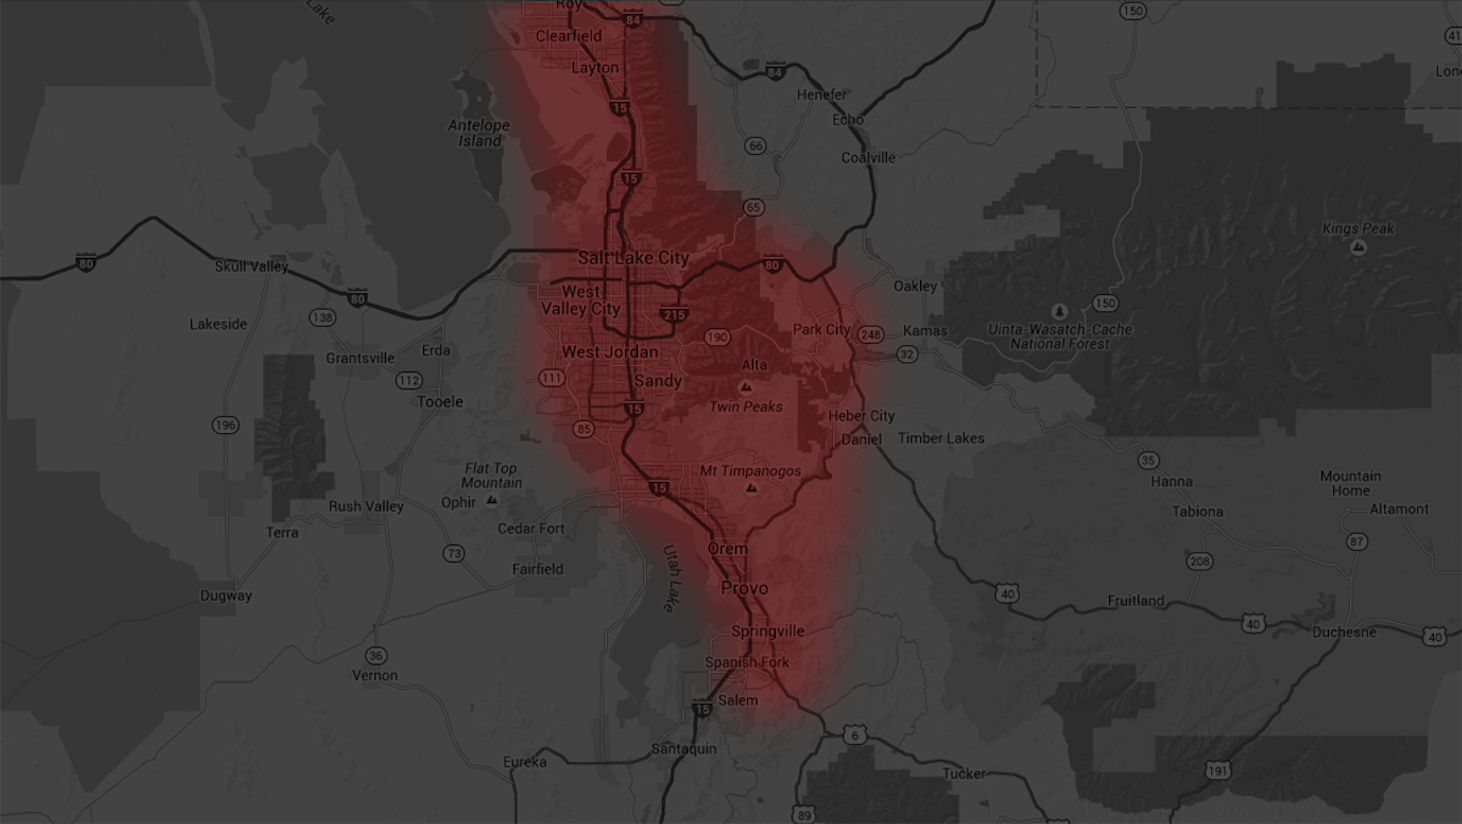 Roy
84
150
Lake
41
Clearfield
Layton
84
Lon
Henefer
15
Echo
Antelope
Island
66
Coalville
15
65
Kings Peak
Salt Lake City
80
80
Skull Valley
Oakley
West
Valley City
80
150
138
215
Lakeside
190
Park City
248
Kamas
Uinta-Wasatch-Cache
National Forest
Erda
Grantsville
West Jordan
32
Alta
112
111
Sandy
Tooele
Twin Peaks
15
Heber City
196
85
Daniel
Timber Lakes
35
Flat Top
Mountain
Mt Timpanogos
Hanna
Mountain
Home
Ophir
15
Rush Valley
Tabiona
Altamont
Terra
Cedar Fort
87
Orem
73
208
Fairfield
Utah Lake
Provo
Dugway
40
Fruitland
40
Duchesne
40
Springville
36
Spanish Fork
Vernon
Salem
15
6
Santaquin
Eureka
Tucker
191
89